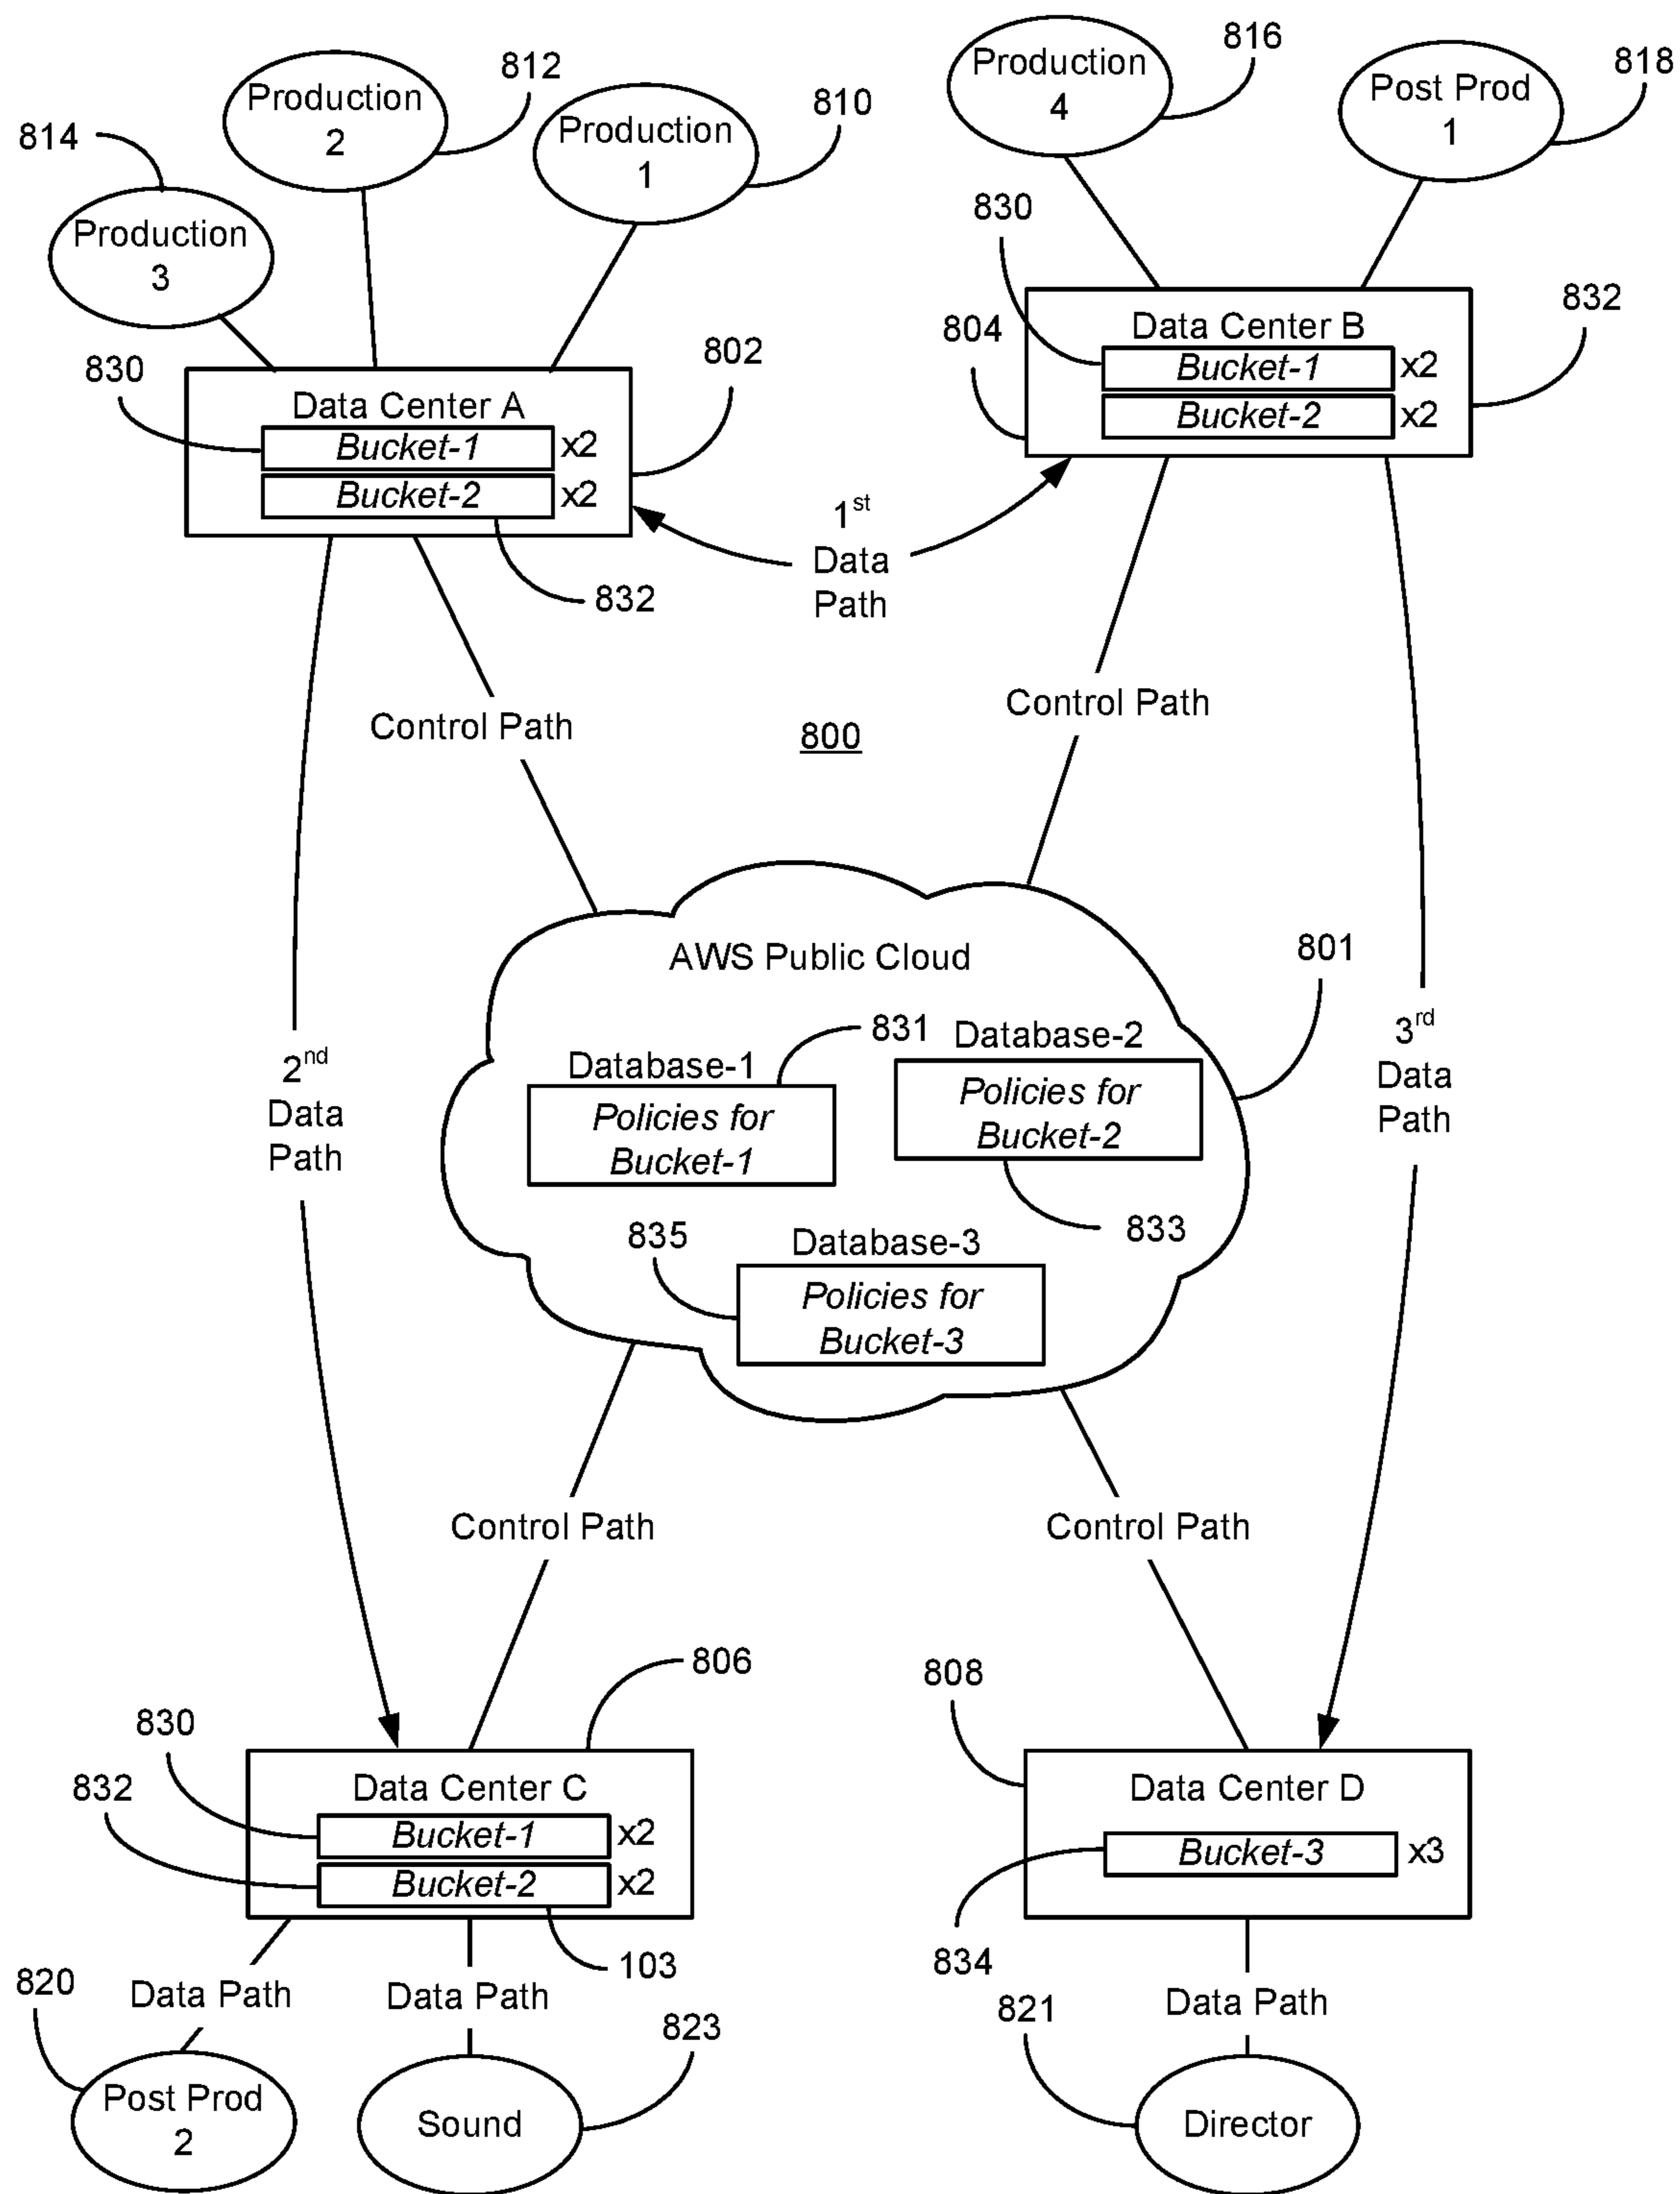 Production
4
816
Post Prod
1
818
Production
2
812
Production
1
810
814
Production
3
830
804
Data Center B
Bucket-1
x2
Bucket-2
x2
832
830
802
Data Center A
Bucket-1
x2
Bucket-2
x2
832
1st
Data
Path
Control Path
Control Path
800
AWS Public Cloud
801
831
Database-1
Policies for
Bucket-1
Database-2
Policies for
Bucket-2
833
835
Database-3
Policies for
Bucket-3
2nd
Data
Path
3rd
Data
Path
Control Path
Control Path
806
808
830
832
Data Center C
Bucket-1
x2
Bucket-2
x2
103
Data Center D
Bucket-3
x3
834
820
Data Path
Data Path
823
821
Data Path
Post Prod
2
Sound
Director